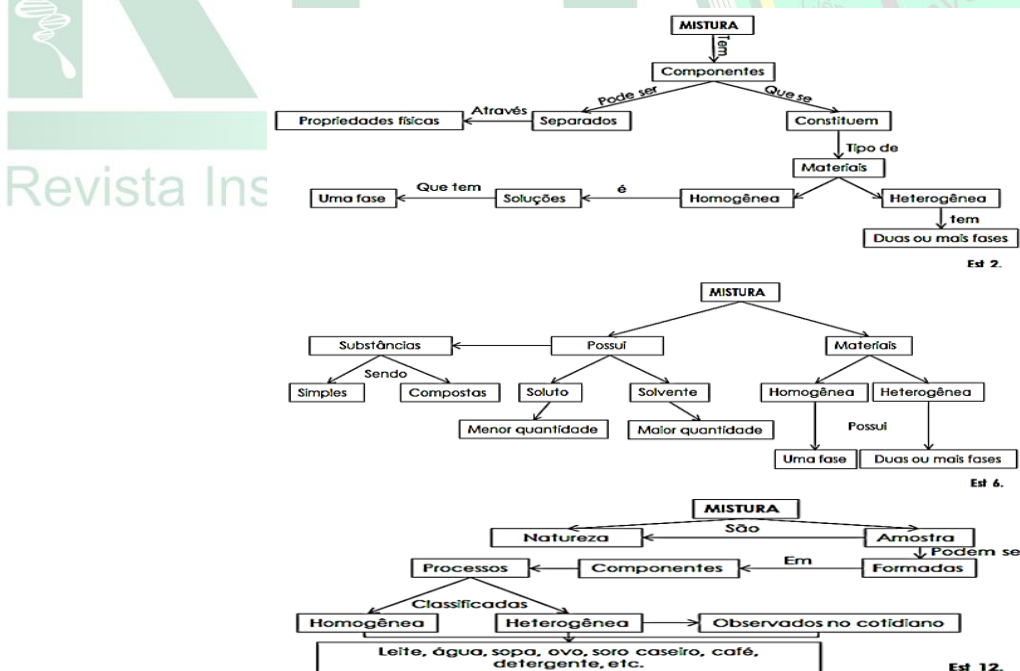 Revista Ins
MISTURA
Tem
Componentes
Pode ser
Que se
Propriedades físicas
Através
Separados
Constituem
Tipo de
Materiais
Uma fase
Que tem
Soluções
é
Homogênea
Heterogênea
tem
Duas ou mais fases
Est 2.
MISTURA
Substâncias
Possui
Materiais
Sendo
Simples
Compostas
Soluto
Solvente
Homogênea
Heterogênea
Menor quantidade
Maior quantidade
Possui
Uma fase
Duas ou mais fases
Est 6.
MISTURA
Natureza
São
Amostra
Podem se
Processos
Componentes
Em
Formadas
Classificadas
Homogênea
Heterogênea
Observados no cotidiano
Leite, água, sopa, ovo, soro caseiro, café,
detergente, etc.
Est 12.